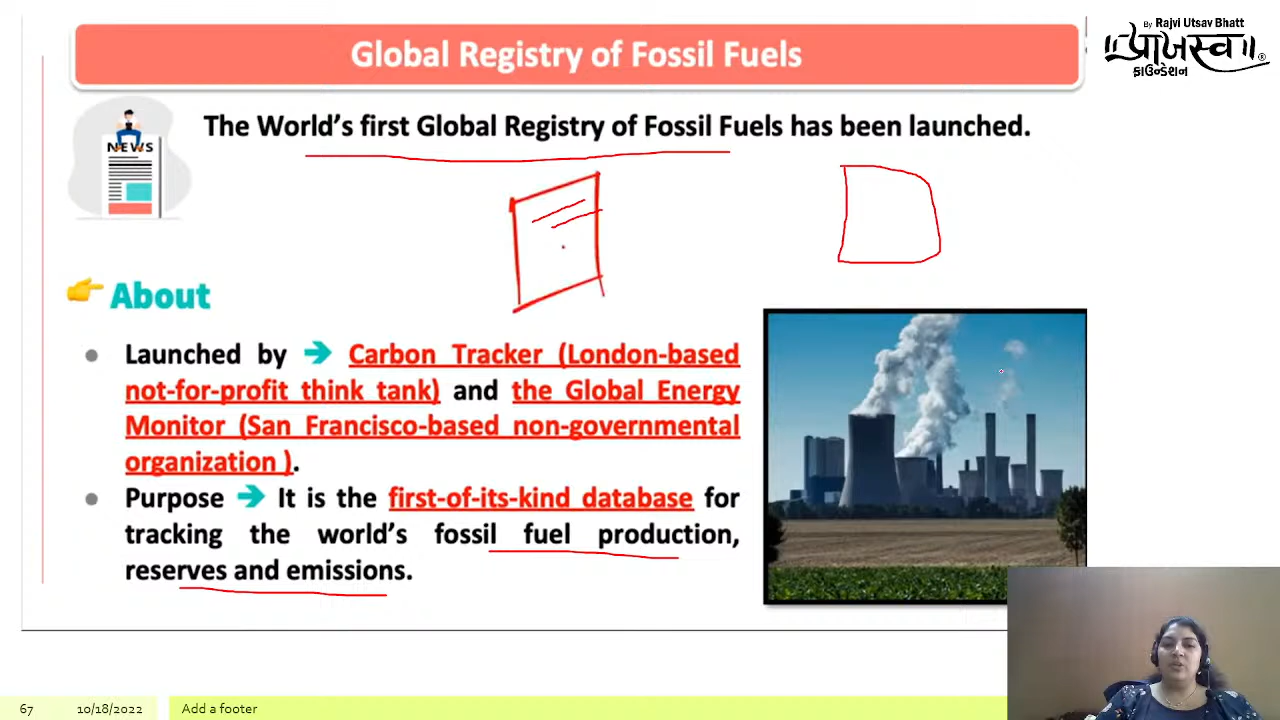 Global Registry of Fossil Fuels
By Rajvi Utsav Bhatt
॥પ્રાજસ્વ॥®
ફાઉન્ડેશન
The World's first Global Registry of Fossil Fuels has been launched.
NEWS
About
Launched by → Carbon Tracker (London-based
not-for-profit think tank) and the Global Energy
Monitor (San Francisco-based non-governmental
organization ).
Purpose → It is the first-of-its-kind database for
tracking the world's fossil fuel production,
reserves and emissions.
67 10/18/2022 Add a footer